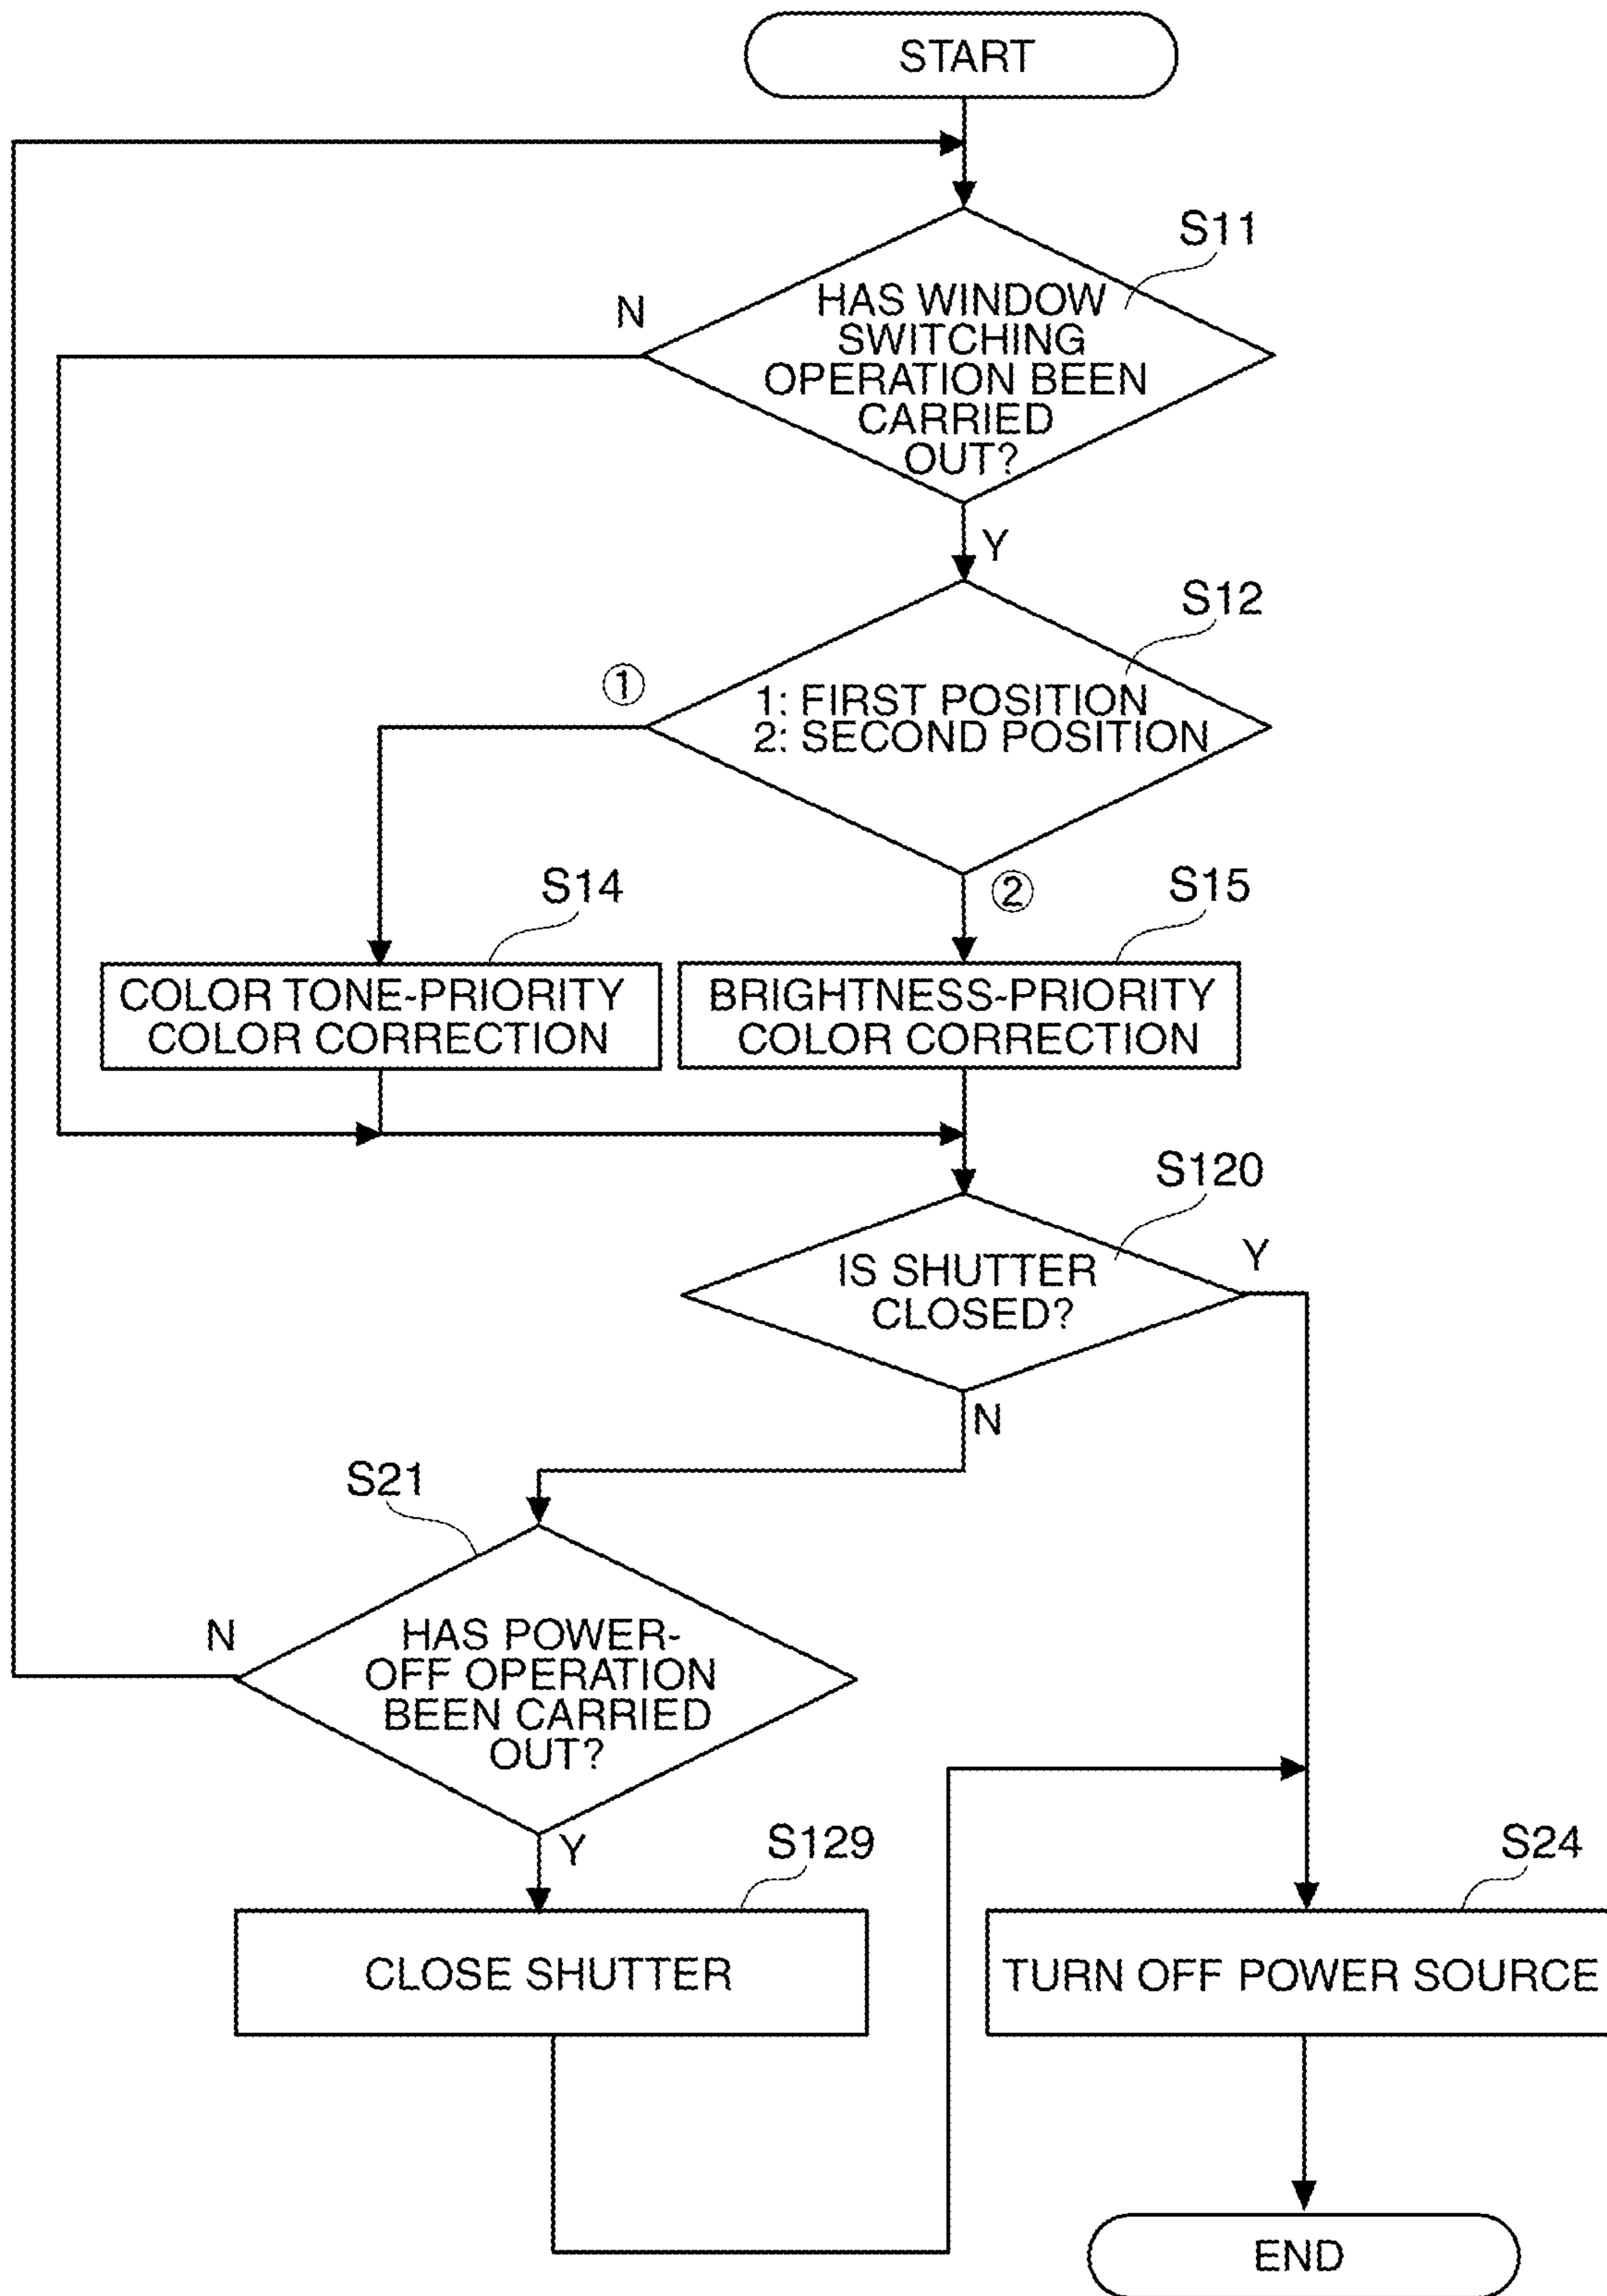 START
S11
N
HAS WINDOW
SWITCHING
OPERATION BEEN
CARRIED
OUT?
Y
S12
①
1: FIRST POSITION
2: SECOND POSITION
S14
②
S15
COLOR TONE-PRIORITY
COLOR CORRECTION
BRIGHTNESS-PRIORITY
COLOR CORRECTION
S120
Y
IS SHUTTER
CLOSED?
N
S21
N
HAS POWER-
OFF OPERATION
BEEN CARRIED
OUT?
Y
S129
S24
CLOSE SHUTTER
TURN OFF POWER SOURCE
END